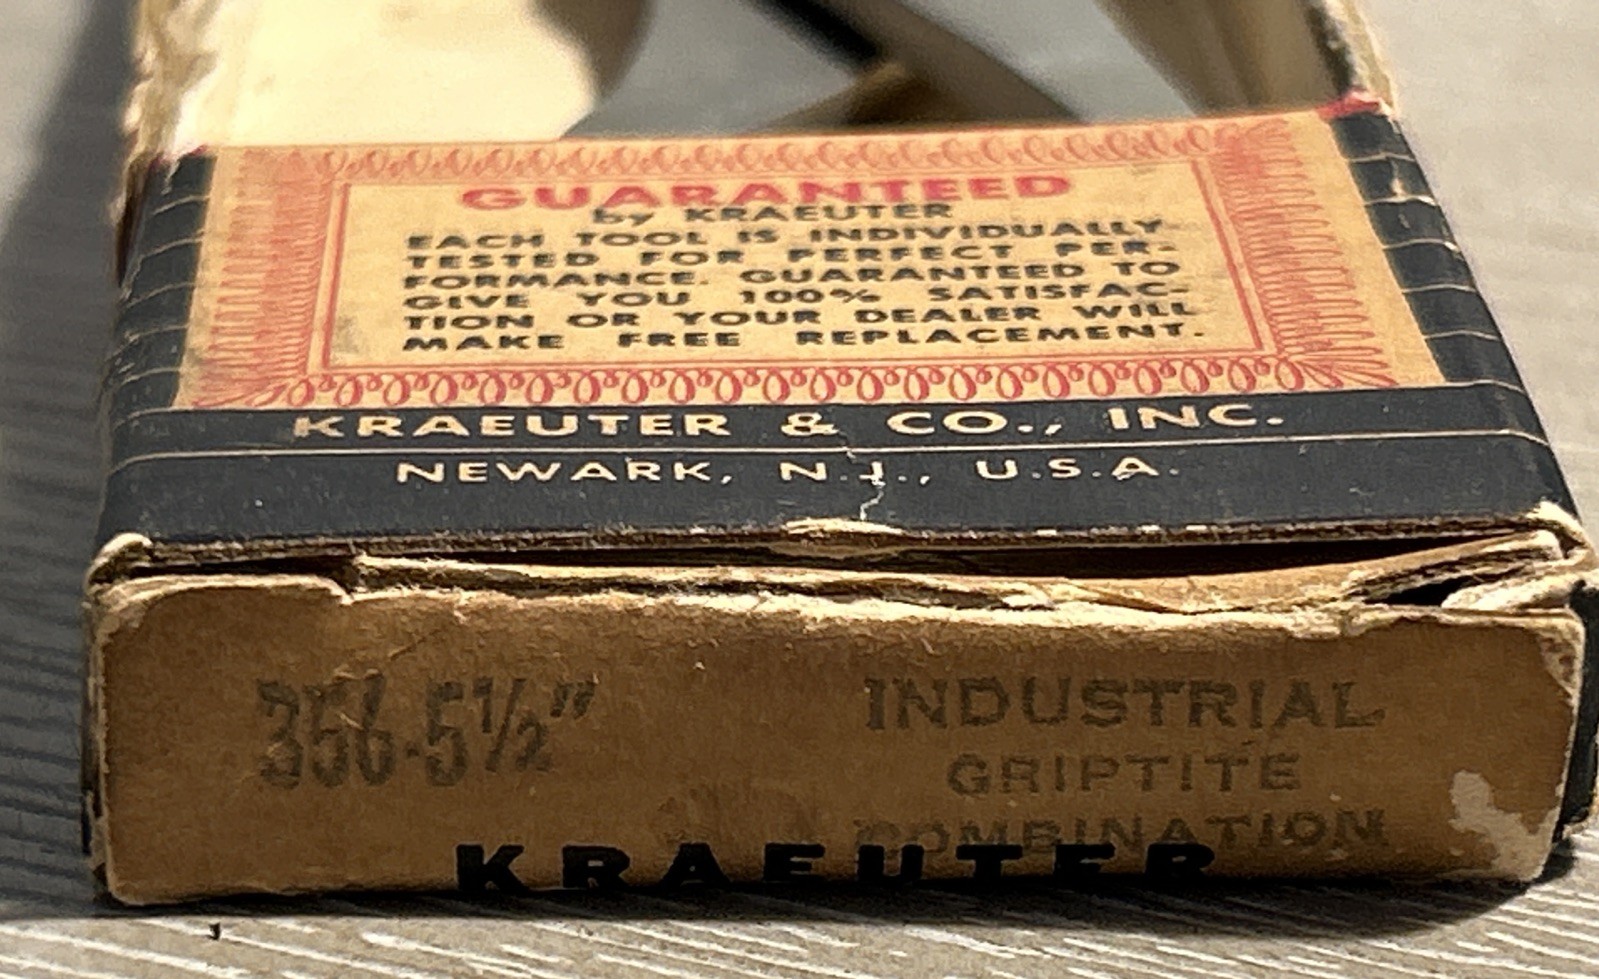 GUARANTEED
by KRAEUTER
EACH TOOL IS INDIVIDUALLY
TESTED FOR PERFECT PER-
FORMANCE. GUARANTEED TO
GIVE YOU 100% SATISFAC-
TION OR YOUR DEALER WILL
MAKE FREE REPLACEMENT.
KRAEUTER & CO., INC.
NEWARK, N.J., U.S.A.
356-5½"
INDUSTRIAL
GRIPTITE
COMBINATION
KRAEUTER